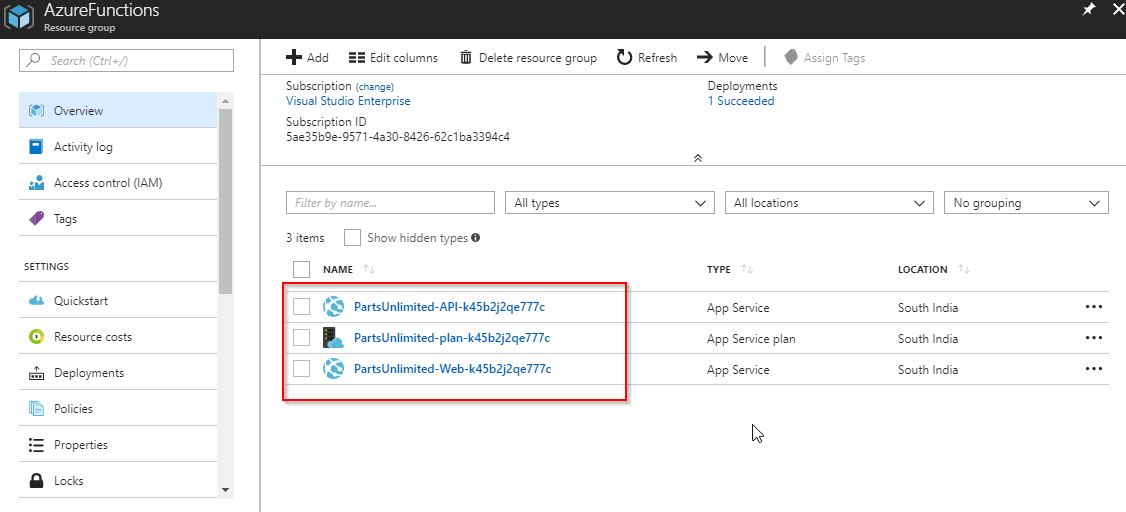 AzureFunctions
Resource group
Search (Ctrl+/)
Overview
Activity log
Access control (IAM)
Tags
SETTINGS
Quickstart
Resource costs
Deployments
Policies
Properties
Locks
Add Edit columns Delete resource group Refresh Move Assign Tags
Subscription (change) Deployments
Visual Studio Enterprise 1 Succeeded
Subscription ID
5ae35b9e-9571-4a30-8426-62c1ba3394c4
Filter by name... All types All locations No grouping
3 items Show hidden types
NAME TYPE LOCATION
PartsUnlimited-API-k45b2j2qe777c App Service South India
PartsUnlimited-plan-k45b2j2qe777c App Service plan South India
PartsUnlimited-Web-k45b2j2qe777c App Service South India